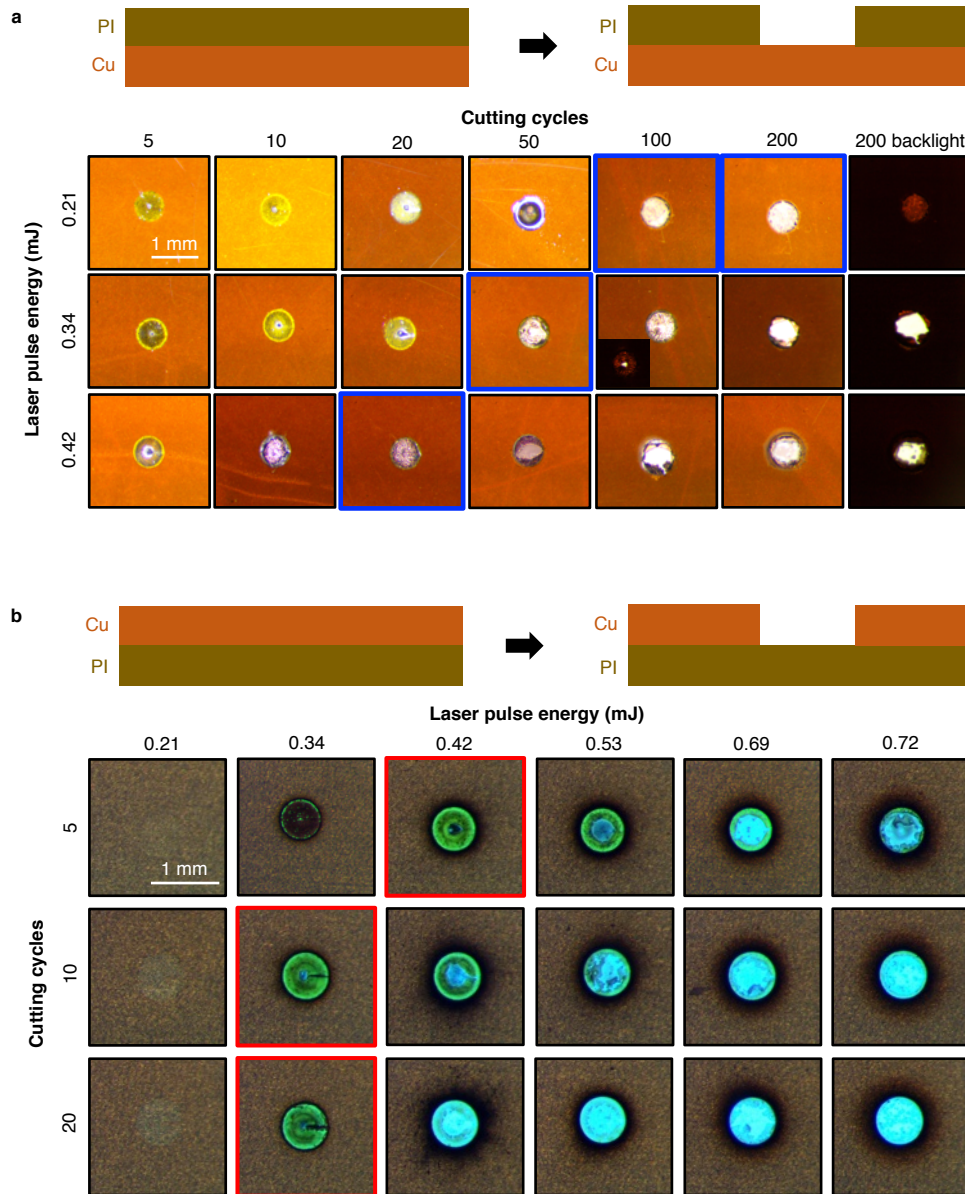 a
PI
Cu
PI
Cu
Cutting cycles
5 10 20 50 100 200 200 backlight
Laser pulse energy (mJ)
0.21
1 mm
0.34
0.42
b
Cu
PI
Cu
PI
Laser pulse energy (mJ)
0.21 0.34 0.42 0.53 0.69 0.72
Cutting cycles
5
1 mm
10
20